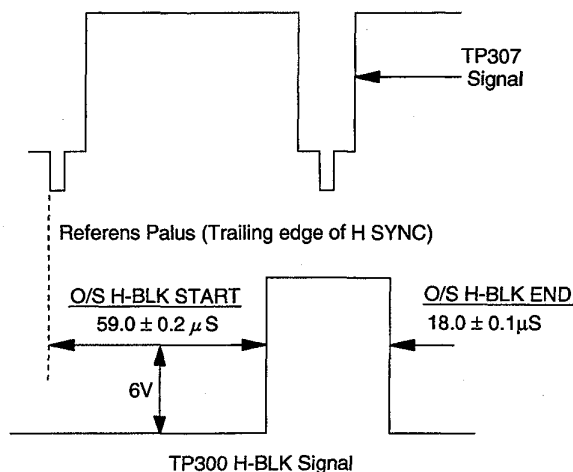 TP307
Signal
Referens Palus (Trailing edge of H SYNC)
O/S H-BLK START
59.0 ± 0.2 μ S
O/S H-BLK END
18.0 ± 0.1μS
6V
TP300 H-BLK Signal